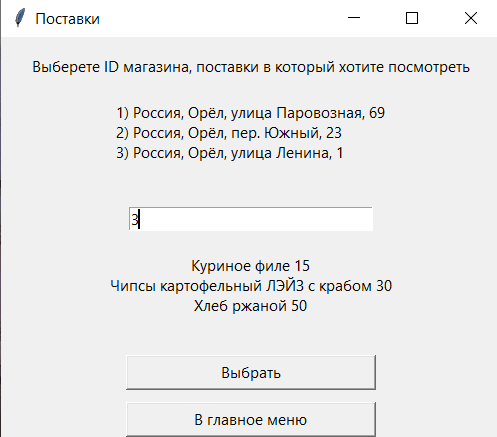 Поставки
Выберете ID магазина, поставки в который хотите посмотреть
1) Россия, Орёл, улица Паровозная, 69
2) Россия, Орёл, пер. Южный, 23
3) Россия, Орёл, улица Ленина, 1
3
Куриное филе 15
Чипсы картофельный ЛЭЙЗ с крабом 30
Хлеб ржаной 50
Выбрать
В главное меню